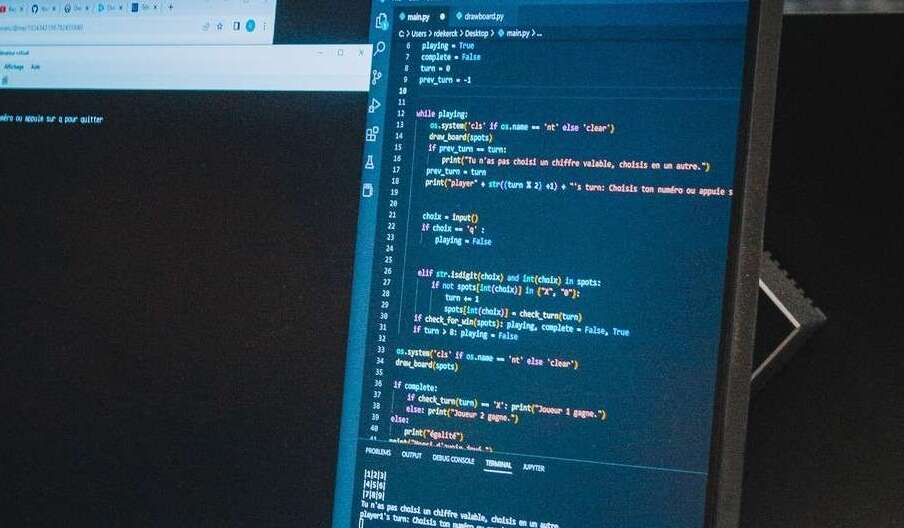 Affichage Aide
méro ou appuie sur q pour quitter
main.py
drawboard.py
C: > Users > rdekerck > Desktop > main.py > ...
6 playing = True
7 complete = False
8 turn = 0
9 prev_turn = -1
10
11
12 while playing:
13 os.system('cls' if os.name == 'nt' else 'clear')
14 draw_board(spots)
15 if prev_turn == turn:
16 print("Tu n'as pas choisi un chiffre valable, choisis en un autre.")
17 prev_turn = turn
18 print("player" + str((turn % 2) +1) + "'s turn: Choisis ton numéro ou appuie s
19
20
21 choix = input()
22 if choix == 'q' :
23 playing = False
24
25
26 elif str.isdigit(choix) and int(choix) in spots:
27 if not spots[int(choix)] in {"X", "O"}:
28 turn += 1
29 spots[int(choix)] = check_turn(turn)
30 if check_for_win(spots): playing, complete = False, True
31 if turn > 8: playing = False
32
33 os.system('cls' if os.name == 'nt' else 'clear')
34 draw_board(spots)
35
36 if complete:
37 if check_turn(turn) == 'X': print("Joueur 1 gagne.")
38 else: print("Joueur 2 gagne.")
39 else:
40 print("égalité")
41 print("Merci d'avoir joué.")
PROBLEMS OUTPUT DEBUG CONSOLE TERMINAL JUPYTER
|1|2|3|
|4|5|6|
|7|8|9|
Tu n'as pas choisi un chiffre valable, choisis en un autre
player1's turn: Choisis ton numéro ou appuie sur